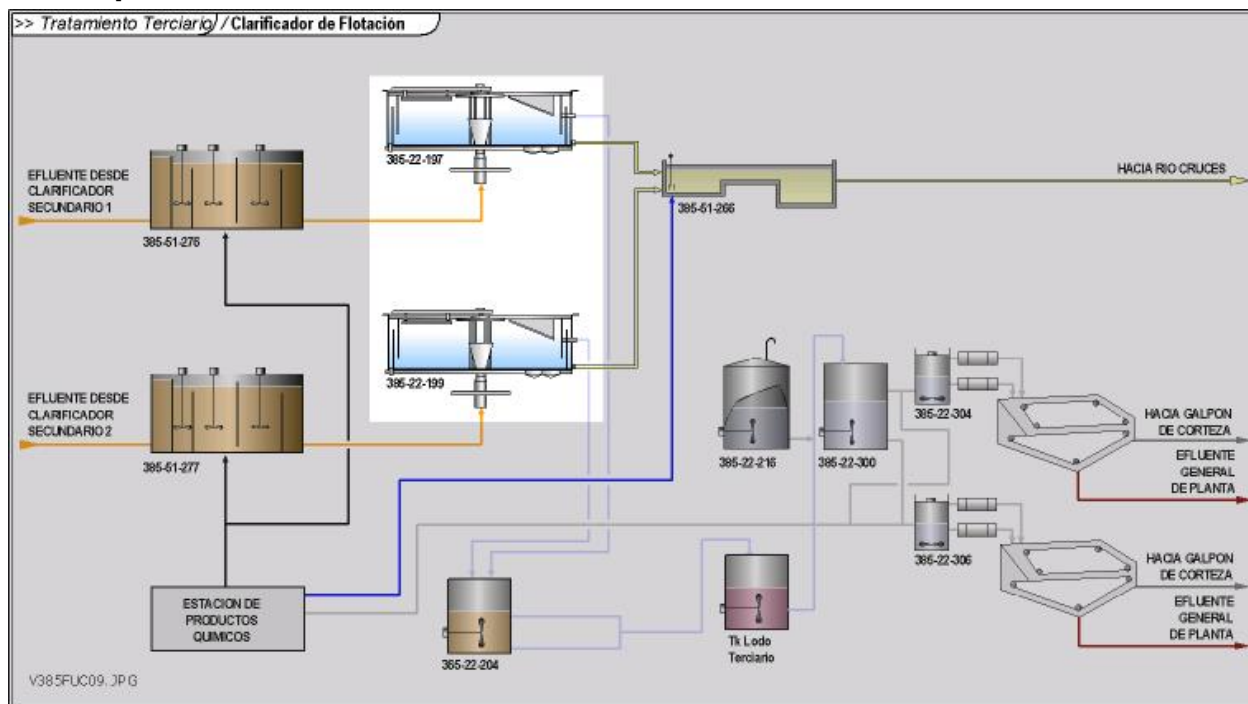 >> Tratamiento Terciario / Clarificador de Flotación
385-22-197
EFLUENTE DESDE
CLARIFICADOR
SECUNDARIO 1
385-51-276
HACIA RIO CRUCES
385-51-266
385-22-199
EFLUENTE DESDE
CLARIFICADOR
SECUNDARIO 2
385-51-277
385-22-216
385-22-300
385-22-304
HACIA GALPON
DE CORTEZA
EFLUENTE
GENERAL
DE PLANTA
385-22-306
HACIA GALPON
DE CORTEZA
EFLUENTE
GENERAL
DE PLANTA
ESTACION DE
PRODUCTOS
QUIMICOS
385-22-204
Tk Lodo
Terciario
V385FUC09.JPG